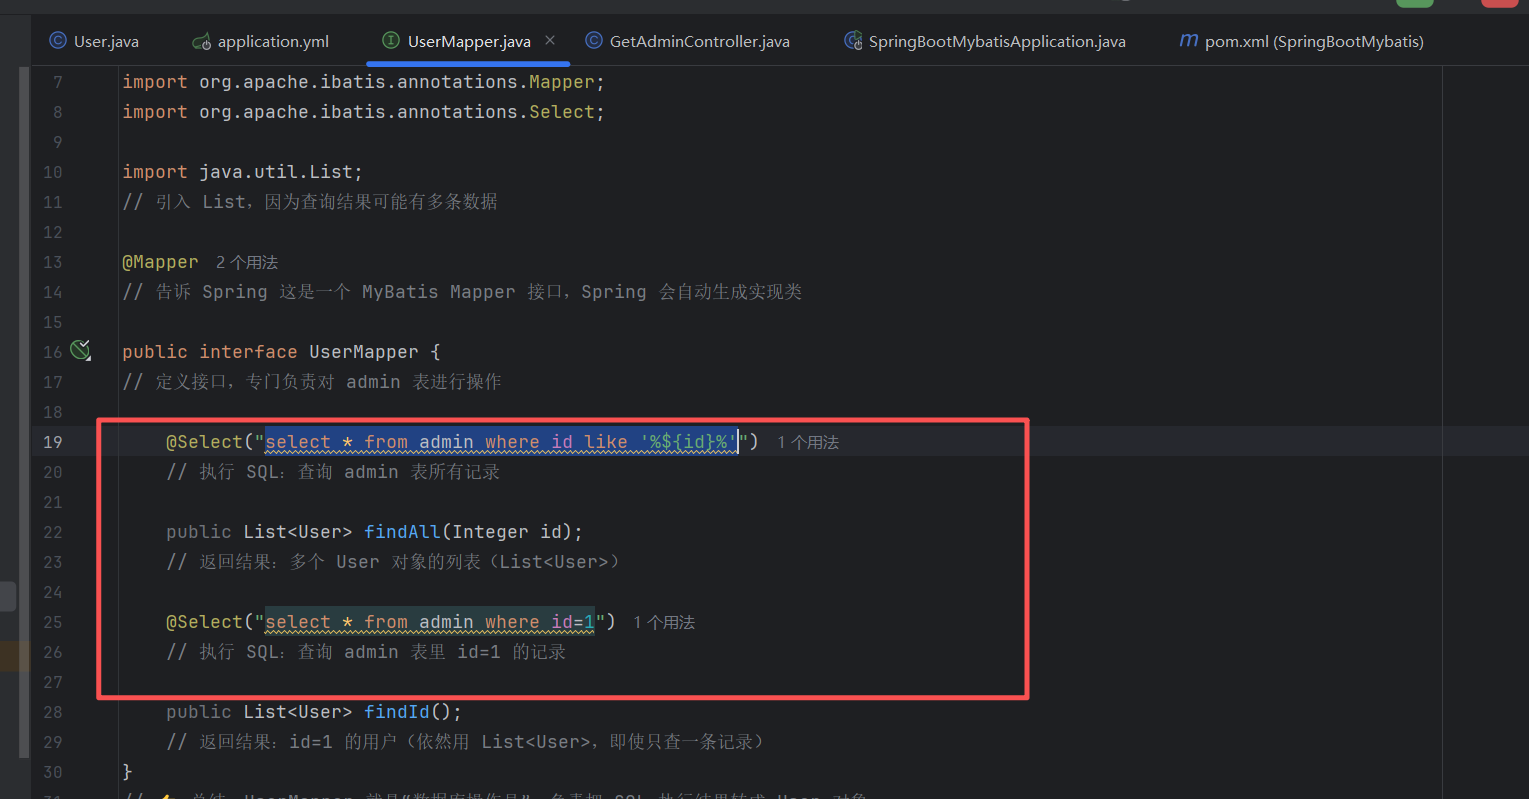 User.java application.yml UserMapper.java GetAdminController.java SpringBootMybatisApplication.java pom.xml (SpringBootMybatis)
7 import org.apache.ibatis.annotations.Mapper;
8 import org.apache.ibatis.annotations.Select;
9
10 import java.util.List;
11 // 引入 List，因为查询结果可能有多条数据
12
13 @Mapper 2 个用法
14 // 告诉 Spring 这是一个 MyBatis Mapper 接口，Spring 会自动生成实现类
15
16 public interface UserMapper {
17 // 定义接口，专门负责对 admin 表进行操作
18
19 @Select("select * from admin where id like '%${id}%'") 1 个用法
20 // 执行 SQL：查询 admin 表所有记录
21
22 public List<User> findAll(Integer id);
23 // 返回结果：多个 User 对象的列表（List<User>）
24
25 @Select("select * from admin where id=1") 1 个用法
26 // 执行 SQL：查询 admin 表里 id=1 的记录
27
28 public List<User> findId();
29 // 返回结果：id=1 的用户（依然用 List<User>，即使只查一条记录）
30 }